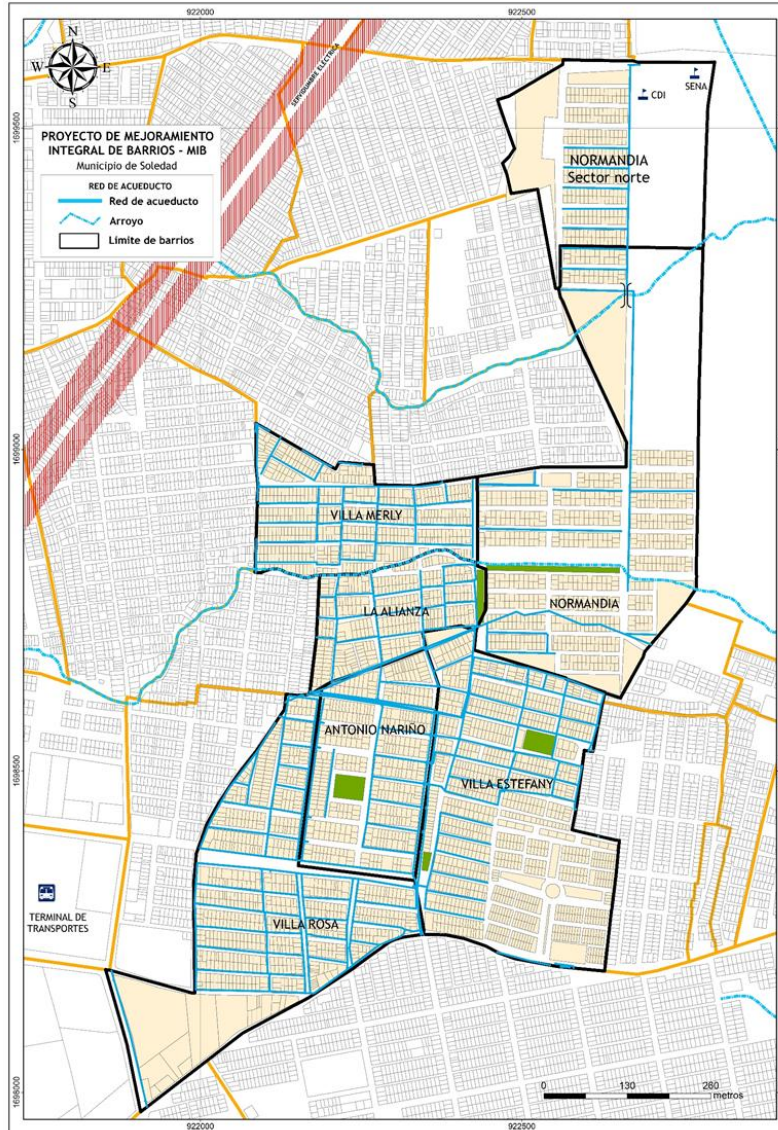 922000
922500
N
W
E
S
SERVIDUMBRE ELÉCTRICA
SENA
CDI
1699500
PROYECTO DE MEJORAMIENTO
INTEGRAL DE BARRIOS - MIB
Municipio de Soledad
RED DE ACUEDUCTO
Red de acueducto
Arroyo
Límite de barrios
NORMANDIA
Sector norte
1699000
VILLA MERLY
LA ALIANZA
NORMANDIA
ANTONIO NARIÑO
1698500
VILLA ESTEFANY
TERMINAL DE
TRANSPORTES
VILLA ROSA
1698000
0 130 260
metros
922000
922500